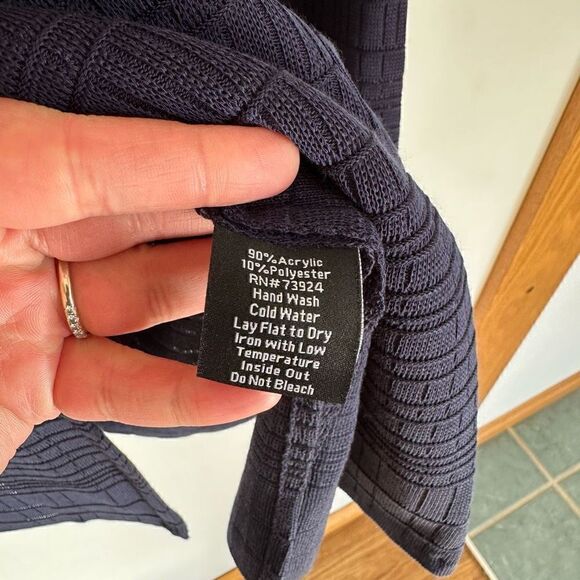 90%Acrylic
10%Polyester
RN#73924
Hand Wash
Cold Water
Lay Flat to Dry
Iron with Low
Temperature
Inside Out
Do Not Bleach